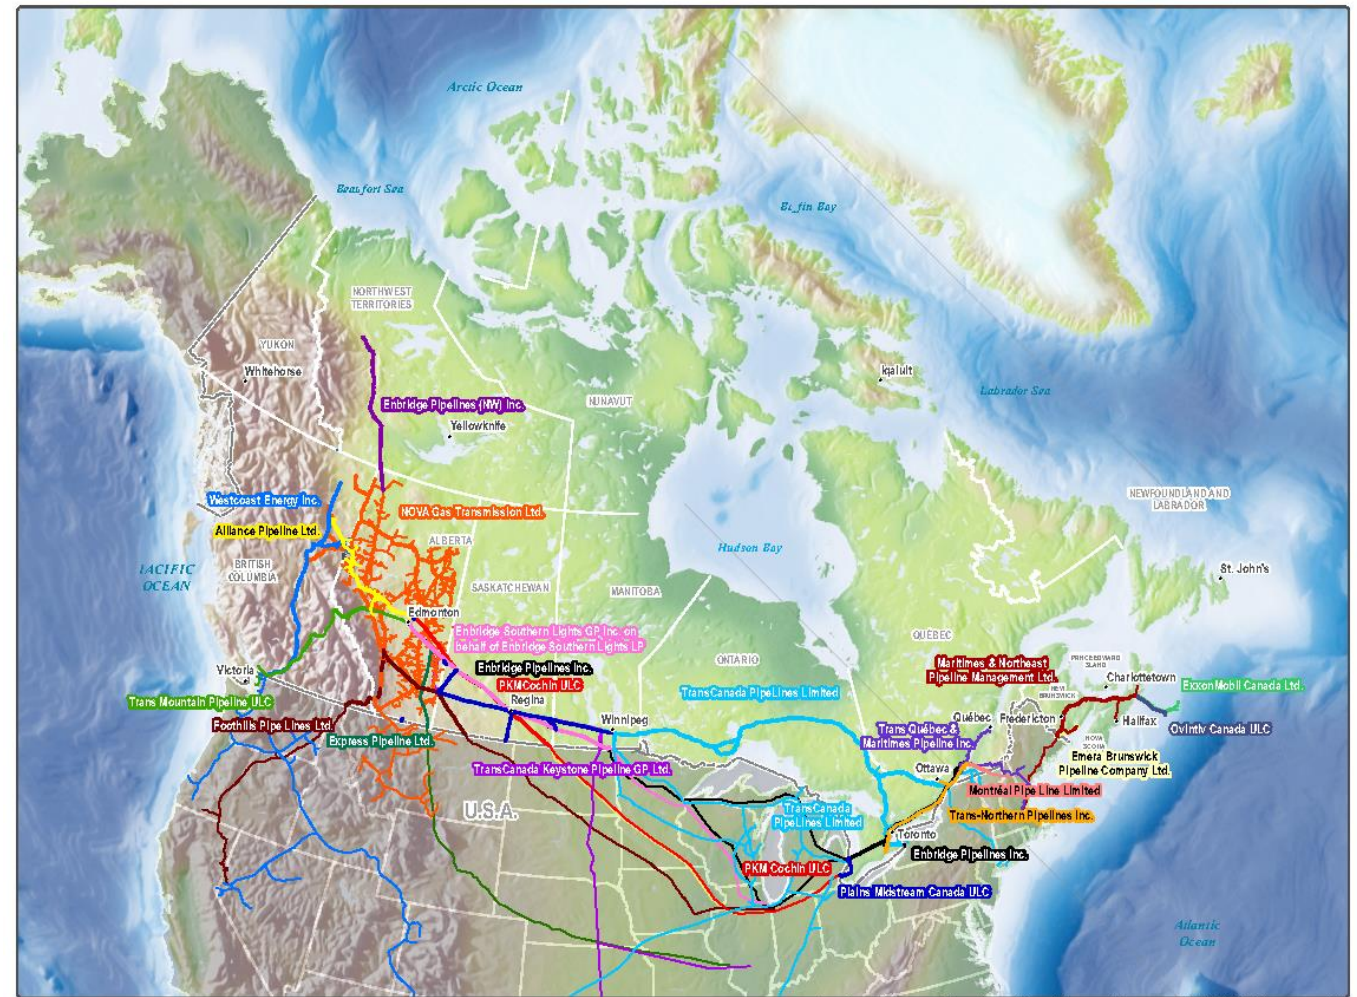 Arctic Ocean
Beaufort Sea
Baffin Bay
NORTHWEST
TERRITORIES
YUKON
Whitehorse
Iqaluit
Labrador Sea
NUNAVUT
Enbridge Pipelines (NW) Inc.
Yellowknife
Westcoast Energy Inc.
NEWFOUNDLAND AND
LABRADOR
NOVA Gas Transmission Ltd.
Alliance Pipeline Ltd.
ALBERTA
Hudson Bay
PACIFIC
OCEAN
BRITISH
COLUMBIA
St. John's
SASKATCHEWAN
MANITOBA
Edmonton
Enbridge Southern Lights GP Inc. on
behalf of Enbridge Southern Lights LP
QUÉBEC
ONTARIO
Enbridge Pipelines Inc.
Maritimes & Northeast
Pipeline Management Ltd.
PRINCE EDWARD
ISLAND
Charlottetown
Victoria
PKM Cochin ULC
TransCanada PipeLines Limited
ExxonMobil Canada Ltd.
NEW
BRUNSWICK
Trans Mountain Pipeline ULC
Regina
Winnipeg
Québec
Fredericton
Halifax
Foothills Pipe Lines Ltd.
Trans Québec &
Maritimes Pipeline Inc.
Ovintiv Canada ULC
Express Pipeline Ltd.
NOVA
SCOTIA
Emera Brunswick
Pipeline Company Ltd.
TransCanada Keystone Pipeline GP, Ltd.
Ottawa
Montréal Pipe Line Limited
U.S.A.
TransCanada
PipeLines Limited
Trans-Northern Pipelines Inc.
Toronto
Enbridge Pipelines Inc.
PKM Cochin ULC
Plains Midstream Canada ULC
Atlantic
Ocean